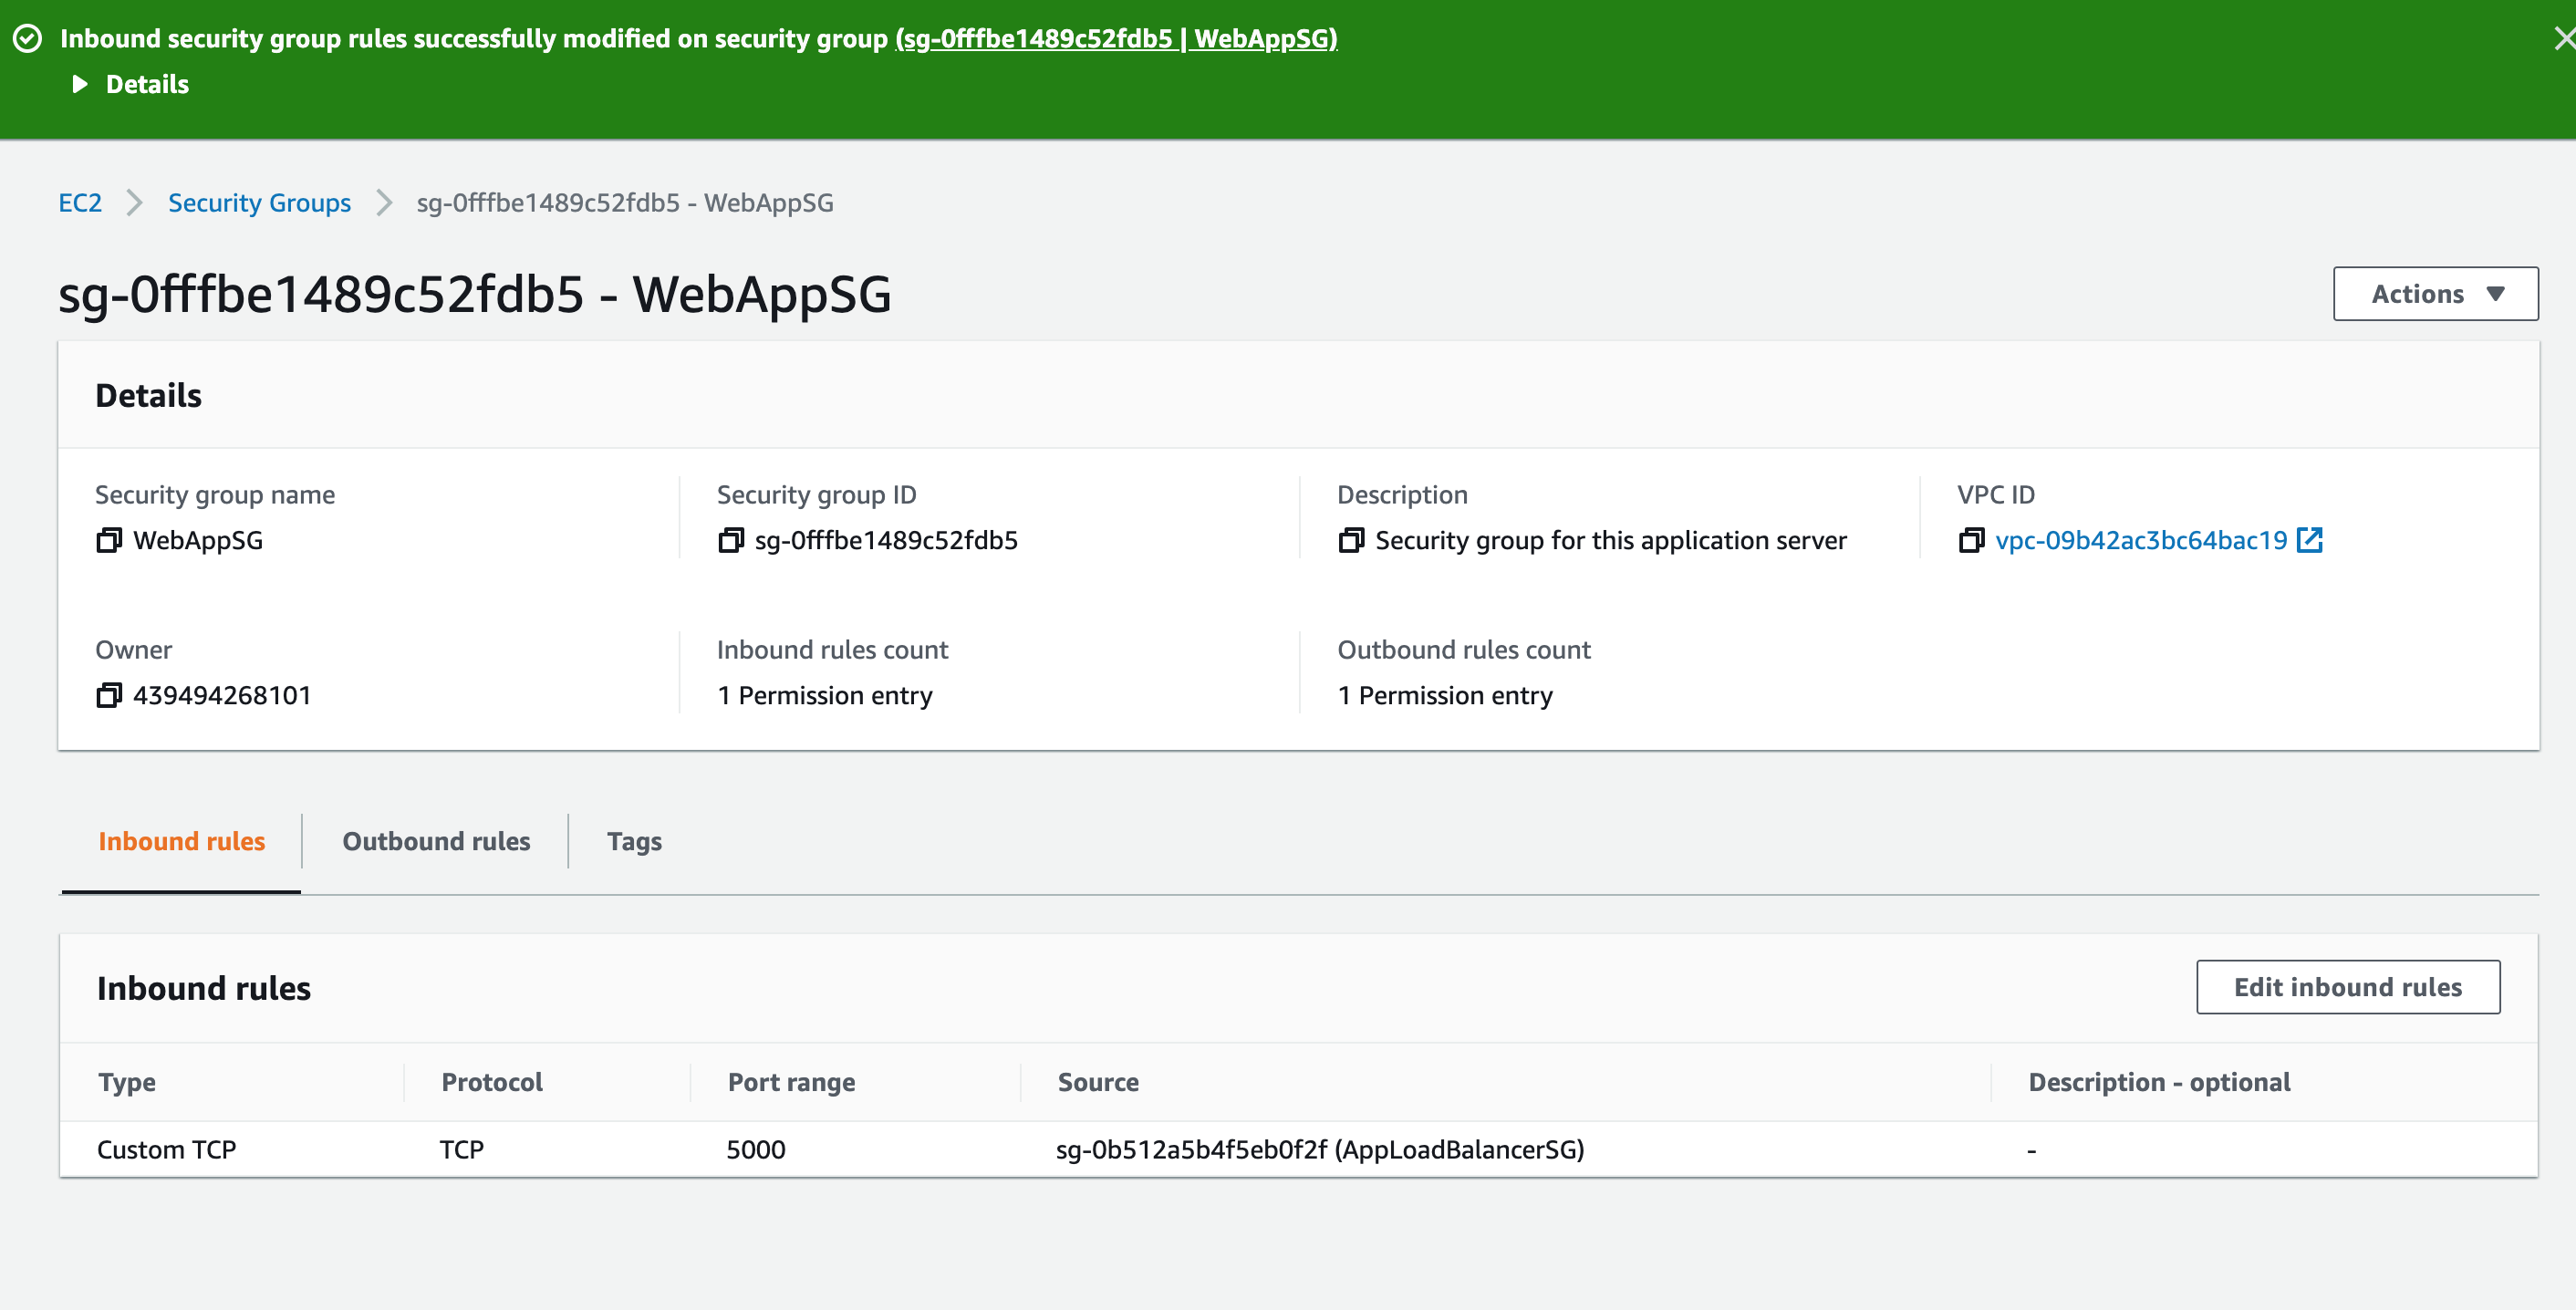 Inbound security group rules successfully modified on security group (sg-0fffbe1489c52fdb5 | WebAppSG)
Details
EC2 Security Groups sg-0fffbe1489c52fdb5 - WebAppSG
sg-0fffbe1489c52fdb5 - WebAppSG
Actions
Details
Security group name Security group ID Description VPC ID
WebAppSG sg-0fffbe1489c52fdb5 Security group for this application server vpc-09b42ac3bc64bac19
Owner Inbound rules count Outbound rules count
439494268101 1 Permission entry 1 Permission entry
Inbound rules Outbound rules Tags
Inbound rules Edit inbound rules
Type Protocol Port range Source Description - optional
Custom TCP TCP 5000 sg-0b512a5b4f5eb0f2f (AppLoadBalancerSG) -